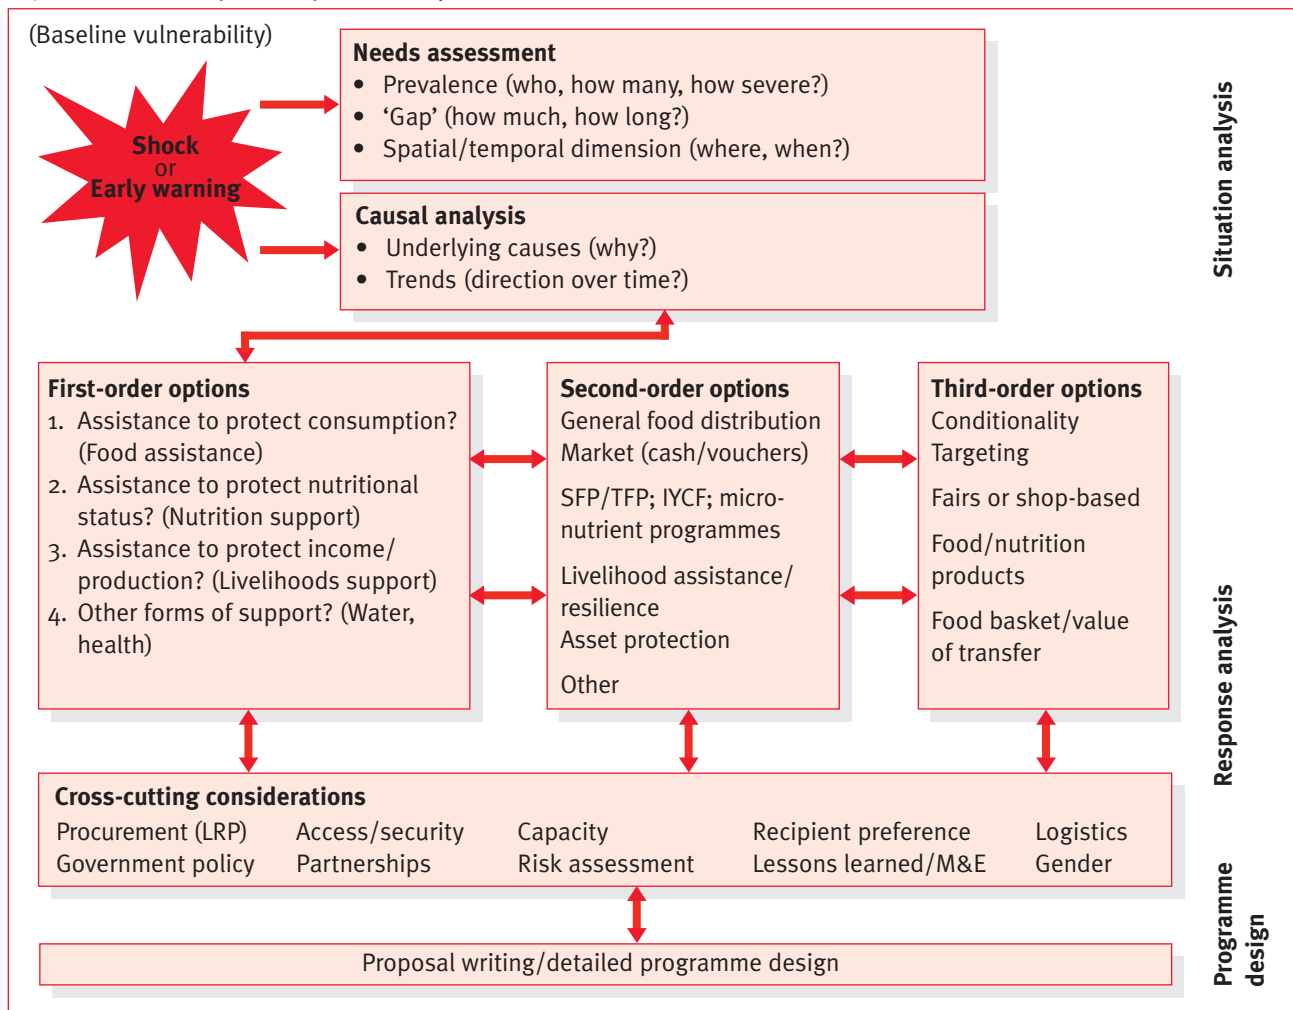 (Baseline vulnerability)
Shock
or
Early warning
Needs assessment
• Prevalence (who, how many, how severe?)
• ‘Gap’ (how much, how long?)
• Spatial/temporal dimension (where, when?)
Causal analysis
• Underlying causes (why?)
• Trends (direction over time?)
Situation analysis
First-order options
1. Assistance to protect consumption?
(Food assistance)
2. Assistance to protect nutritional
status? (Nutrition support)
3. Assistance to protect income/
production? (Livelihoods support)
4. Other forms of support? (Water,
health)
Second-order options
General food distribution
Market (cash/vouchers)
SFP/TFP; IYCF; micro-
nutrient programmes
Livelihood assistance/
resilience
Asset protection
Other
Third-order options
Conditionality
Targeting
Fairs or shop-based
Food/nutrition
products
Food basket/value
of transfer
Response analysis
Cross-cutting considerations
Procurement (LRP) Access/security Capacity Recipient preference Logistics
Government policy Partnerships Risk assessment Lessons learned/M&E Gender
Proposal writing/detailed programme design
Programme
design